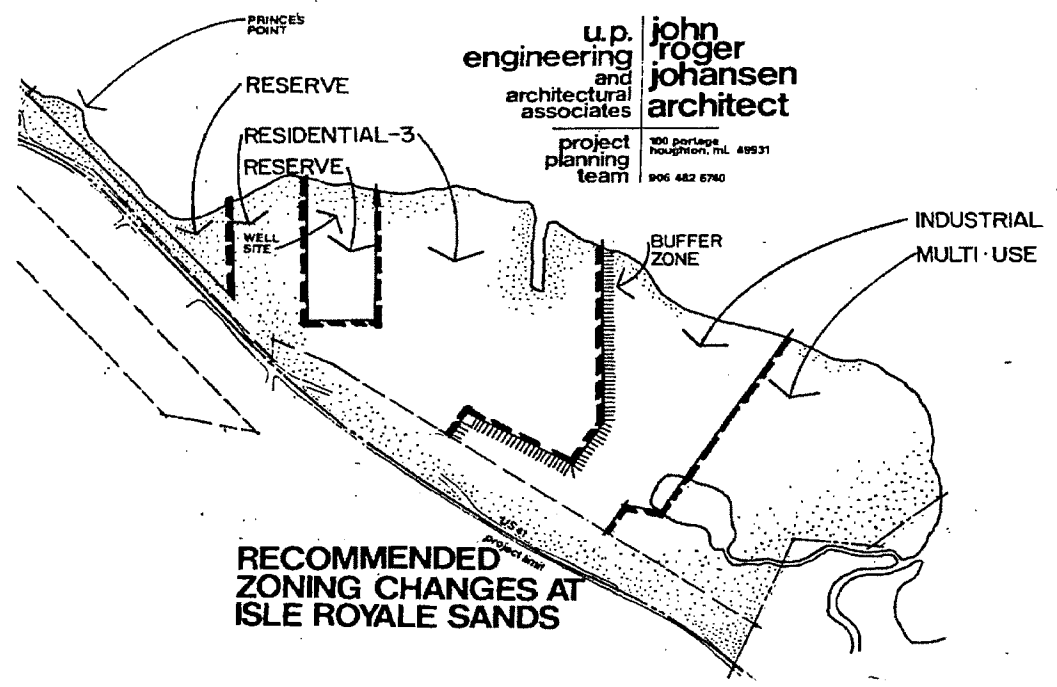 PRINCE'S
POINT
RESERVE
RESIDENTIAL-3
RESERVE
WELL
SITE
u.p.
engineering
and
architectural
associates
john
roger
johansen
architect
project
planning
team
100 portage
houghton, mi. 49931
906 482 6740
BUFFER
ZONE
INDUSTRIAL
MULTI·USE
US 41
project limit
RECOMMENDED
ZONING CHANGES AT
ISLE ROYALE SANDS